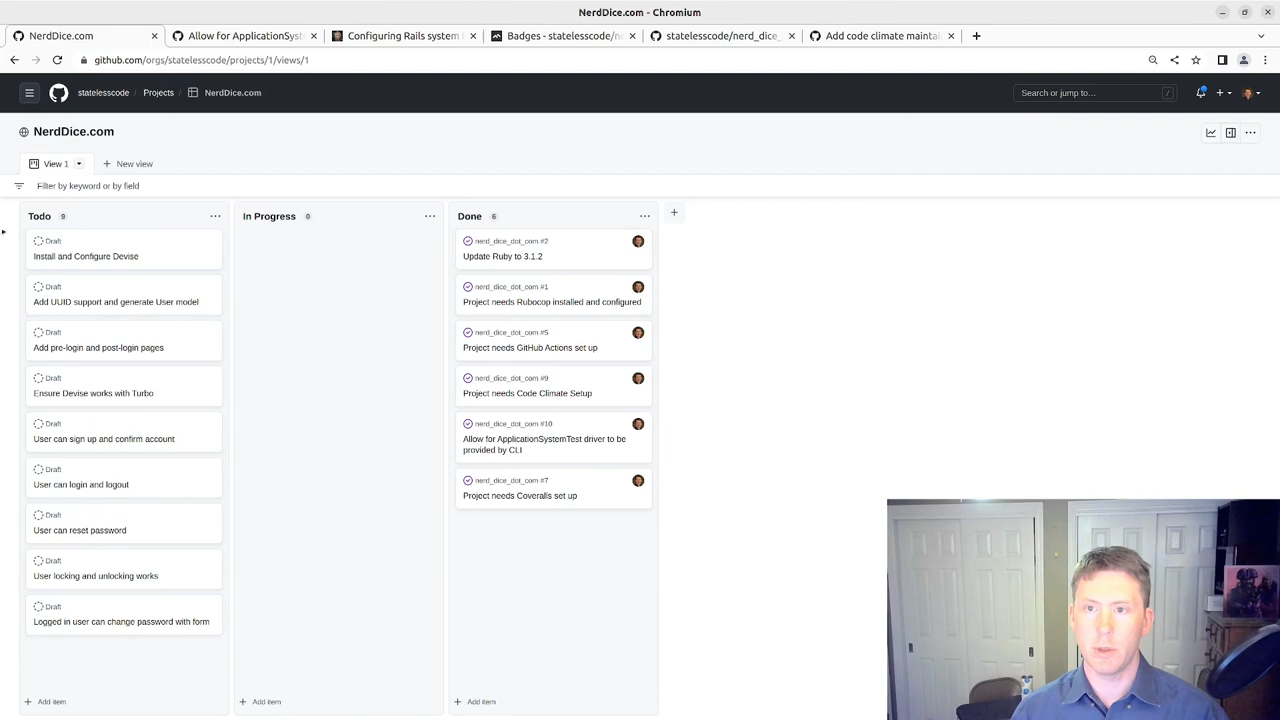 NerdDice.com - Chromium
NerdDice.com
Allow for ApplicationSyst
Configuring Rails system t
Badges - statelesscode/ne
statelesscode/nerd_dice_
Add code climate maintai
github.com/orgs/statelesscode/projects/1/views/1
statelesscode
Projects
NerdDice.com
Search or jump to…
/
NerdDice.com
View 1
New view
Filter by keyword or by field
Todo 9
Draft
Install and Configure Devise
Draft
Add UUID support and generate User model
Draft
Add pre-login and post-login pages
Draft
Ensure Devise works with Turbo
Draft
User can sign up and confirm account
Draft
User can login and logout
Draft
User can reset password
Draft
User locking and unlocking works
Draft
Logged in user can change password with form
Add item
In Progress 0
Add item
Done 6
nerd_dice_dot_com #2
Update Ruby to 3.1.2
nerd_dice_dot_com #1
Project needs Rubocop installed and configured
nerd_dice_dot_com #5
Project needs GitHub Actions set up
nerd_dice_dot_com #9
Project needs Code Climate Setup
nerd_dice_dot_com #10
Allow for ApplicationSystemTest driver to be
provided by CLI
nerd_dice_dot_com #7
Project needs Coveralls set up
Add item